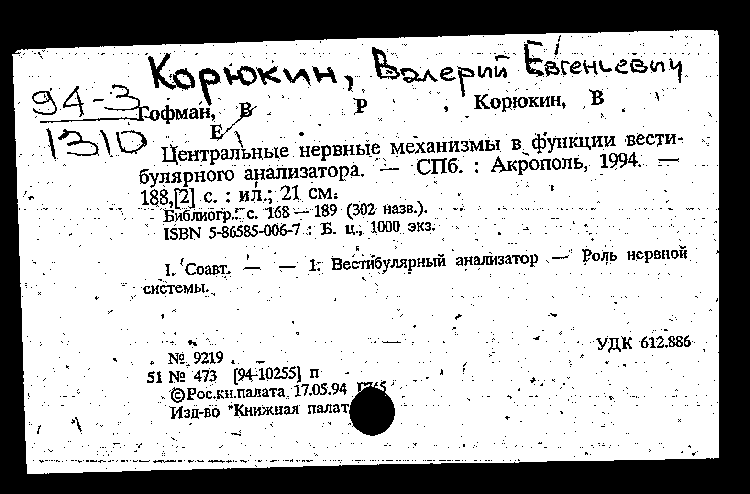 Корюкин, Валерий Евгеньевич
94-3
1310
Гофман, В Р , Корюкин, В
Е
Центральные нервные механизмы в функции вести-
булярного анализатора. — СПб. : Акрополь, 1994. —
188,[2] с. : ил.; 21 см.
Библиогр.: с. 168 — 189 (302 назв.).
ISBN 5-86585-006-7 : Б. ц., 1000 экз.
I. Соавт. — — 1. Вестибулярный анализатор — Роль нервной
системы.
УДК 612.886
№ 9219
51 № 473 [94-10255] п
©Рос.кн.палата 17.05.94
Изд-во "Книжная палат